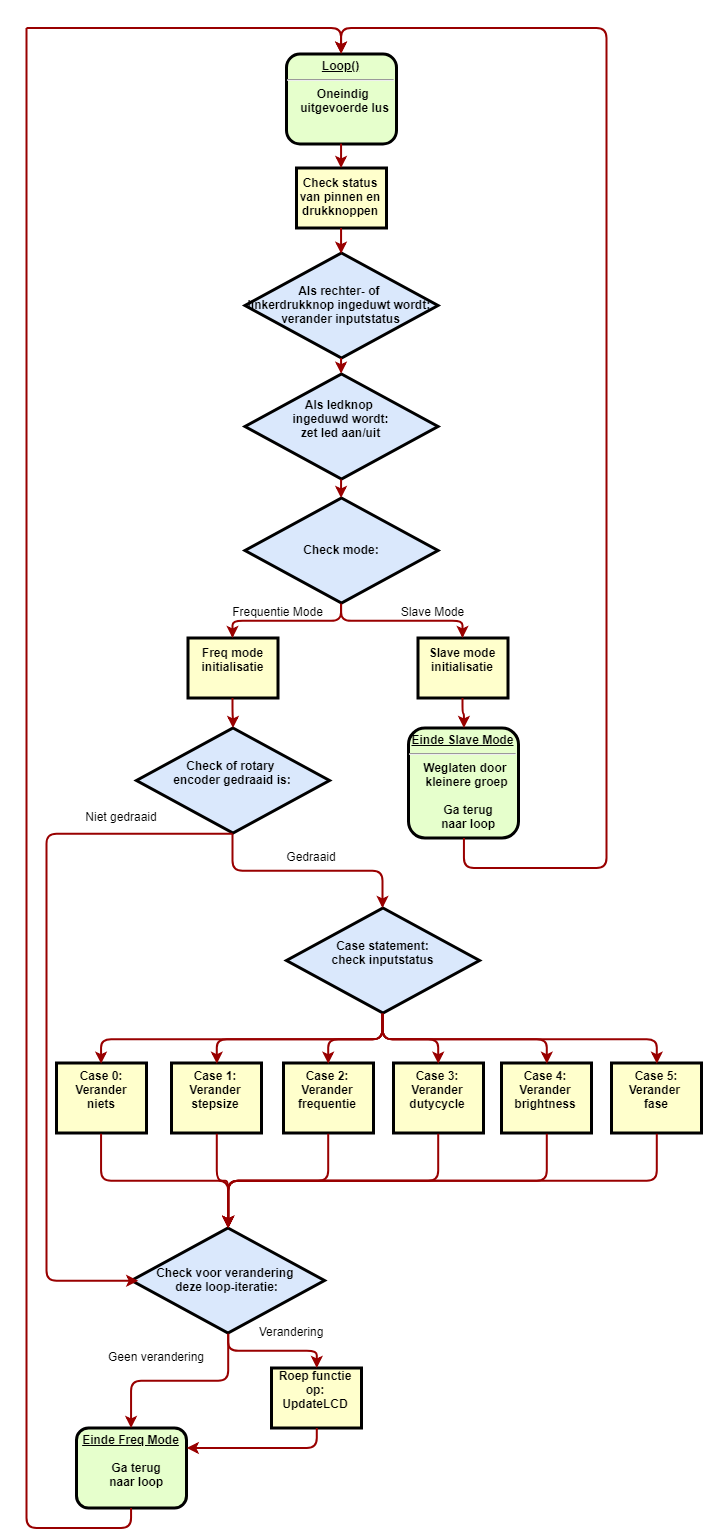 Loop()
Oneindig
uitgevoerde lus
Check status
van pinnen en
drukknoppen
Als rechter- of
linkerdrukknop ingeduwt wordt:
verander inputstatus
Als ledknop
ingeduwd wordt:
zet led aan/uit
Check mode:
Frequentie Mode
Slave Mode
Freq mode
initialisatie
Slave mode
initialisatie
Check of rotary
encoder gedraaid is:
Einde Slave Mode
Weglaten door
kleinere groep
Ga terug
naar loop
Niet gedraaid
Gedraaid
Case statement:
check inputstatus
Case 0:
Verander
niets
Case 1:
Verander
stepsize
Case 2:
Verander
frequentie
Case 3:
Verander
dutycycle
Case 4:
Verander
brightness
Case 5:
Verander
fase
Check voor verandering
deze loop-iteratie:
Verandering
Geen verandering
Roep functie
op:
UpdateLCD
Einde Freq Mode
Ga terug
naar loop